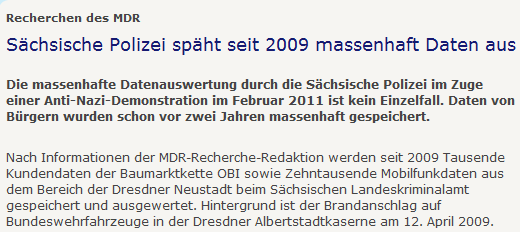 Recherchen des MDR
Sächsische Polizei späht seit 2009 massenhaft Daten aus
Die massenhafte Datenauswertung durch die Sächsische Polizei im Zuge
einer Anti-Nazi-Demonstration im Februar 2011 ist kein Einzelfall. Daten von
Bürgern wurden schon vor zwei Jahren massenhaft gespeichert.
Nach Informationen der MDR-Recherche-Redaktion werden seit 2009 Tausende
Kundendaten der Baumarktkette OBI sowie Zehntausende Mobilfunkdaten aus
dem Bereich der Dresdner Neustadt beim Sächsischen Landeskriminalamt
gespeichert und ausgewertet. Hintergrund ist der Brandanschlag auf
Bundeswehrfahrzeuge in der Dresdner Albertstadtkaserne am 12. April 2009.